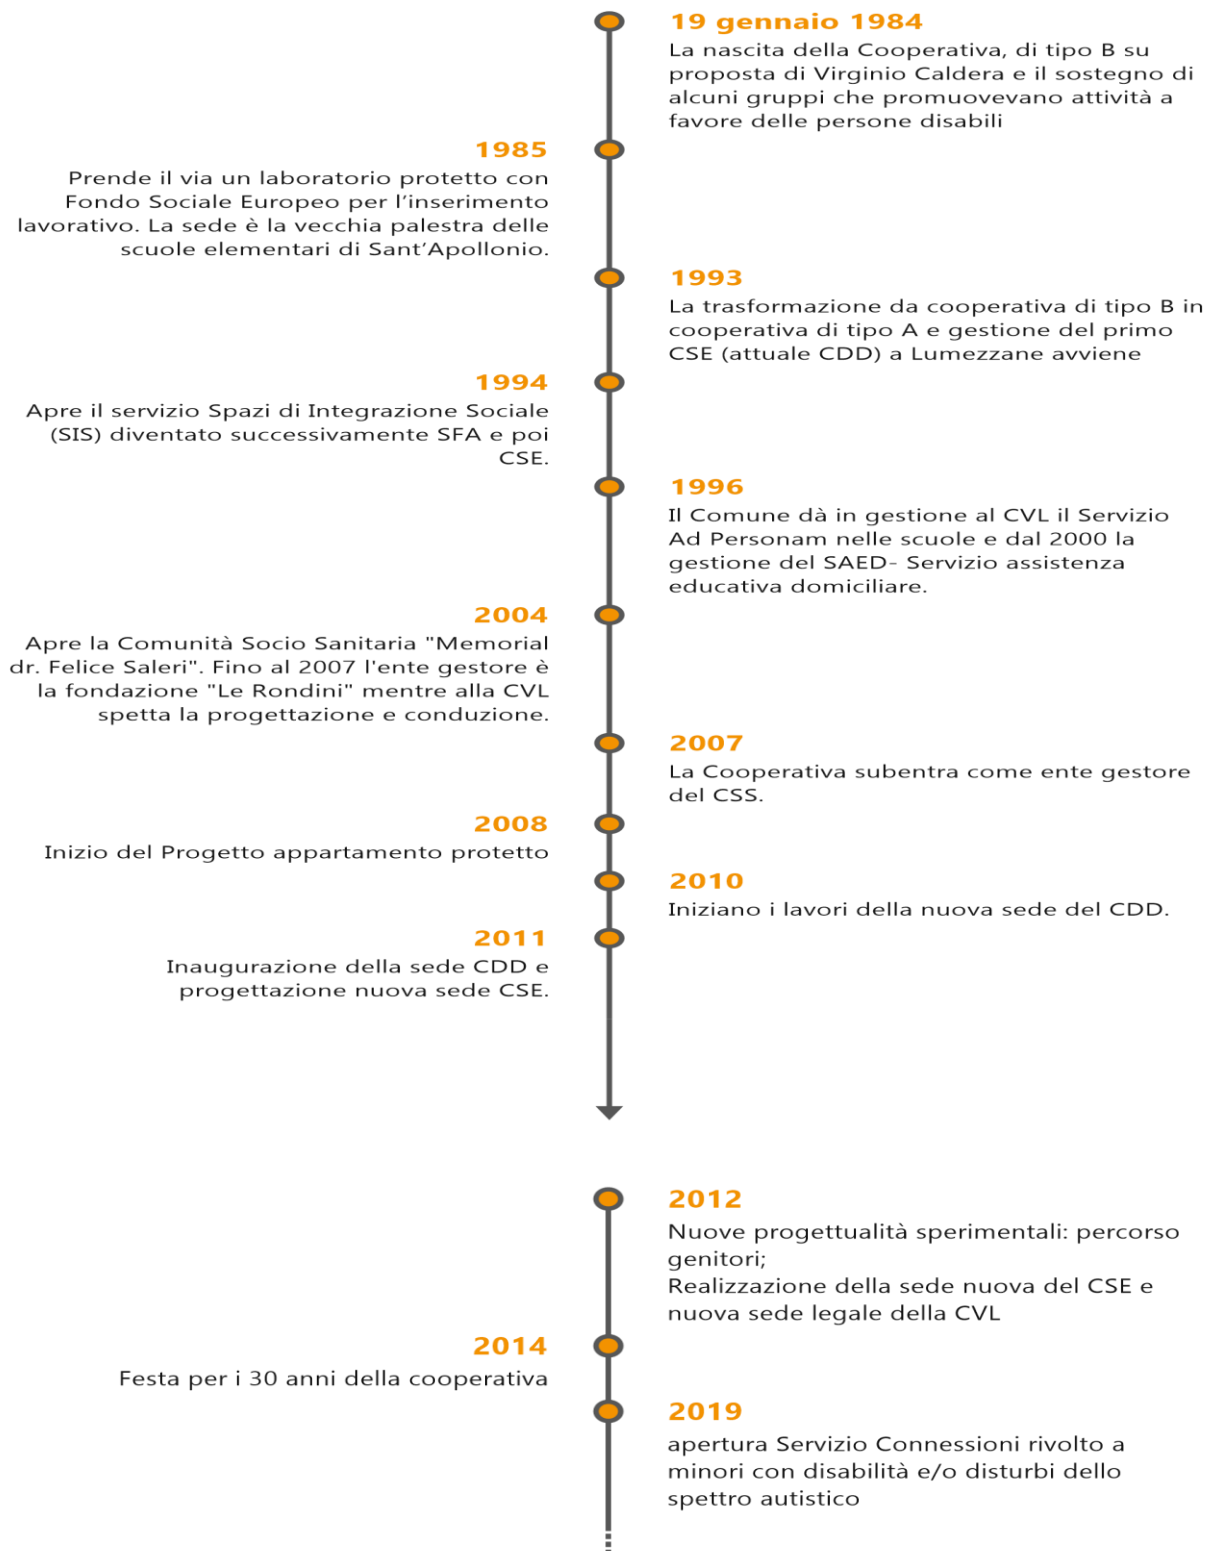 19 gennaio 1984
La nascita della Cooperativa, di tipo B su
proposta di Virginio Caldera e il sostegno di
alcuni gruppi che promuovevano attività a
favore delle persone disabili
1985
Prende il via un laboratorio protetto con
Fondo Sociale Europeo per l’inserimento
lavorativo. La sede è la vecchia palestra delle
scuole elementari di Sant’Apollonio.
1993
La trasformazione da cooperativa di tipo B in
cooperativa di tipo A e gestione del primo
CSE (attuale CDD) a Lumezzane avviene
1994
Apre il servizio Spazi di Integrazione Sociale
(SIS) diventato successivamente SFA e poi
CSE.
1996
Il Comune dà in gestione al CVL il Servizio
Ad Personam nelle scuole e dal 2000 la
gestione del SAED- Servizio assistenza
educativa domiciliare.
2004
Apre la Comunità Socio Sanitaria "Memorial
dr. Felice Saleri". Fino al 2007 l'ente gestore è
la fondazione "Le Rondini" mentre alla CVL
spetta la progettazione e conduzione.
2007
La Cooperativa subentra come ente gestore
del CSS.
2008
Inizio del Progetto appartamento protetto
2010
Iniziano i lavori della nuova sede del CDD.
2011
Inaugurazione della sede CDD e
progettazione nuova sede CSE.
2012
Nuove progettualità sperimentali: percorso
genitori;
Realizzazione della sede nuova del CSE e
nuova sede legale della CVL
2014
Festa per i 30 anni della cooperativa
2019
apertura Servizio Connessioni rivolto a
minori con disabilità e/o disturbi dello
spettro autistico